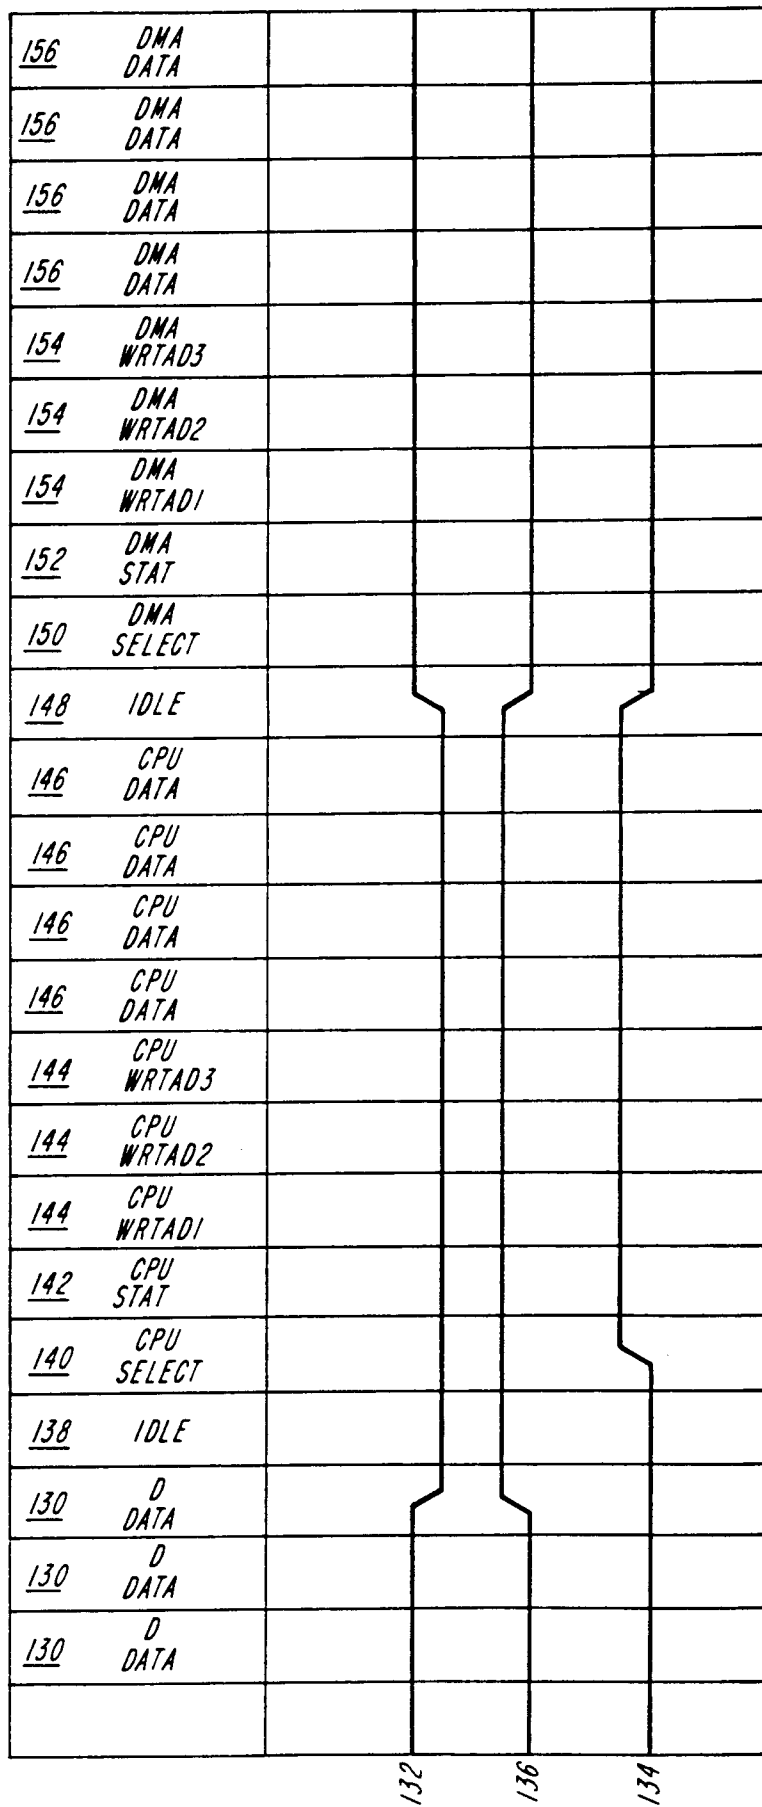 156 DMA
DATA
156 DMA
DATA
156 DMA
DATA
156 DMA
DATA
154 DMA
WRTAD3
154 DMA
WRTAD2
154 DMA
WRTAD1
152 DMA
STAT
150 DMA
SELECT
148 IDLE
146 CPU
DATA
146 CPU
DATA
146 CPU
DATA
146 CPU
DATA
144 CPU
WRTAD3
144 CPU
WRTAD2
144 CPU
WRTAD1
142 CPU
STAT
140 CPU
SELECT
138 IDLE
130 D
DATA
130 D
DATA
130 D
DATA
132
136
134